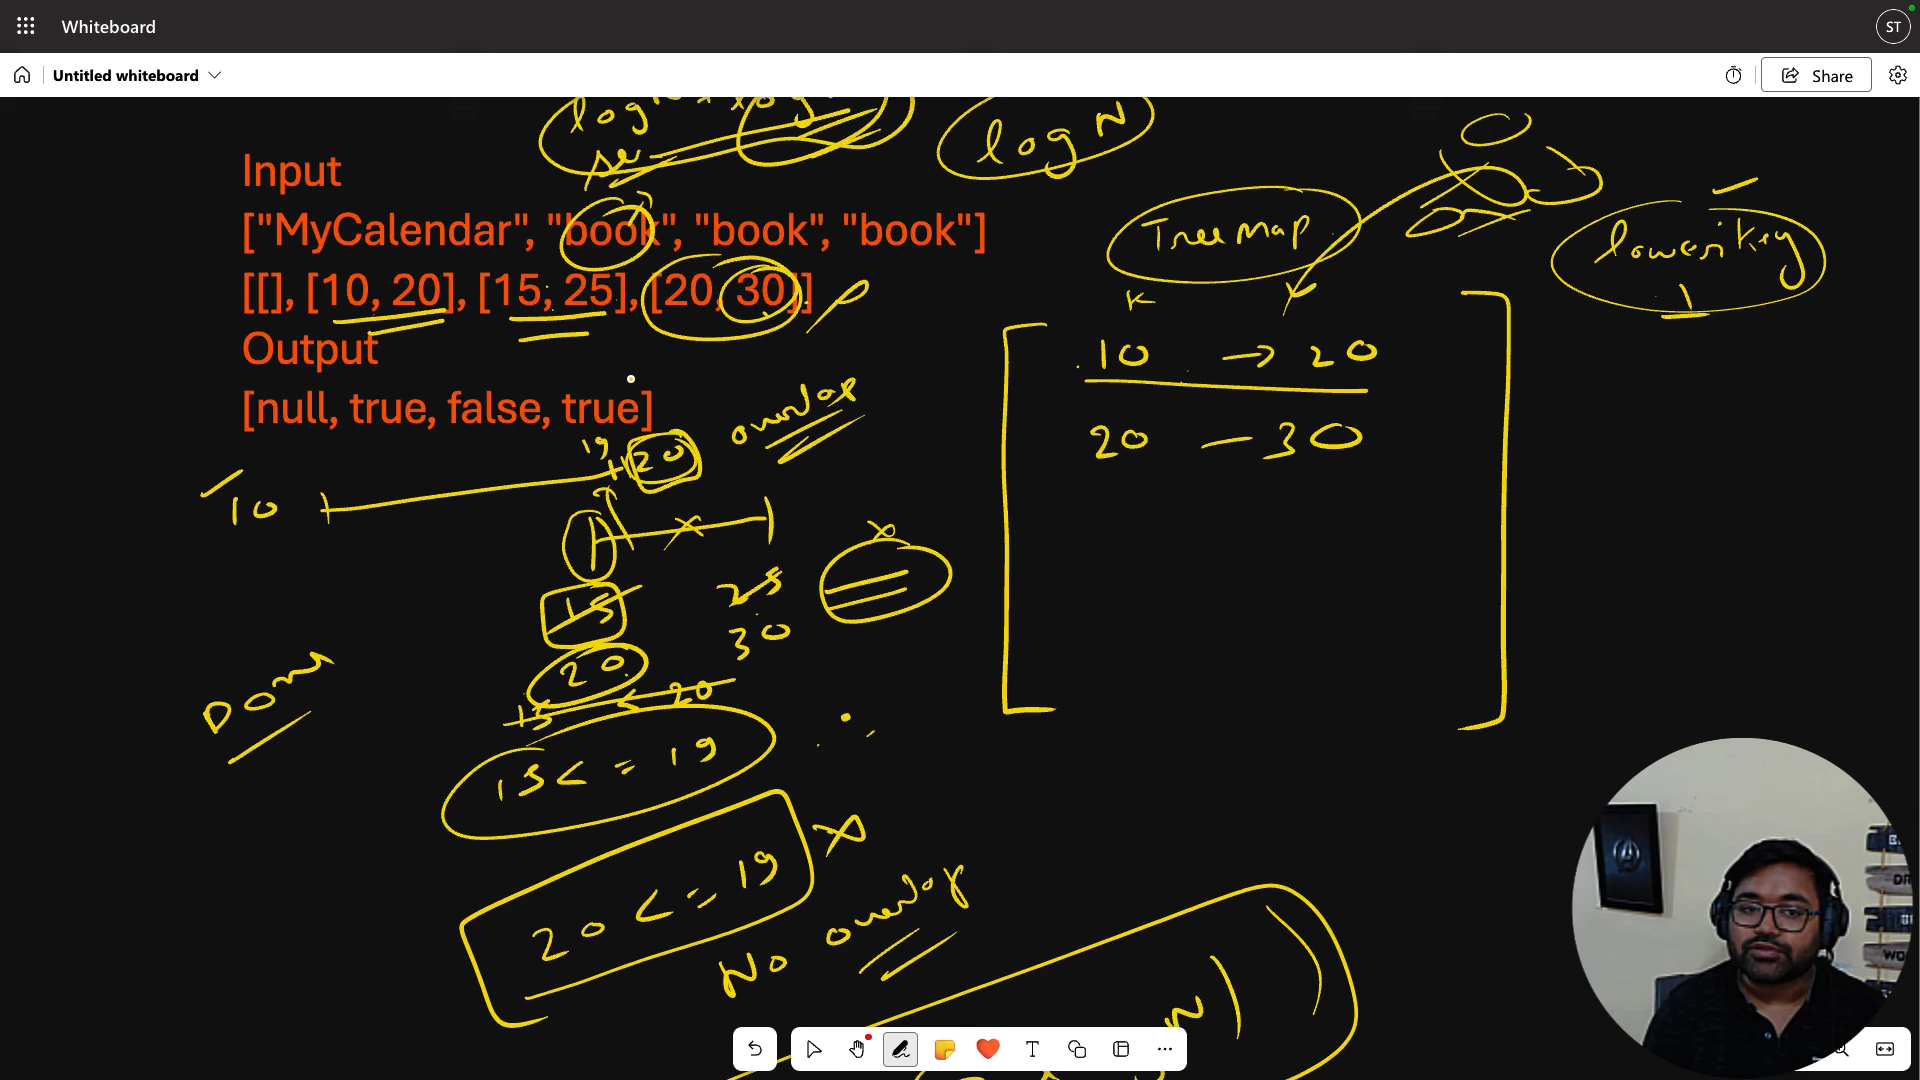 Whiteboard
ST
Untitled whiteboard
Share
log N
Input
["MyCalendar", "book", "book", "book"]
[[], [10, 20], [15, 25], [20, 30]]
Output
[null, true, false, true]
TreeMap
lowerKey
K
10 → 20
20 — 30
overlap
19 20
10
15 25
20 30
15 < 20
15 < = 19
20 < = 19
No overlap
Done
N
T